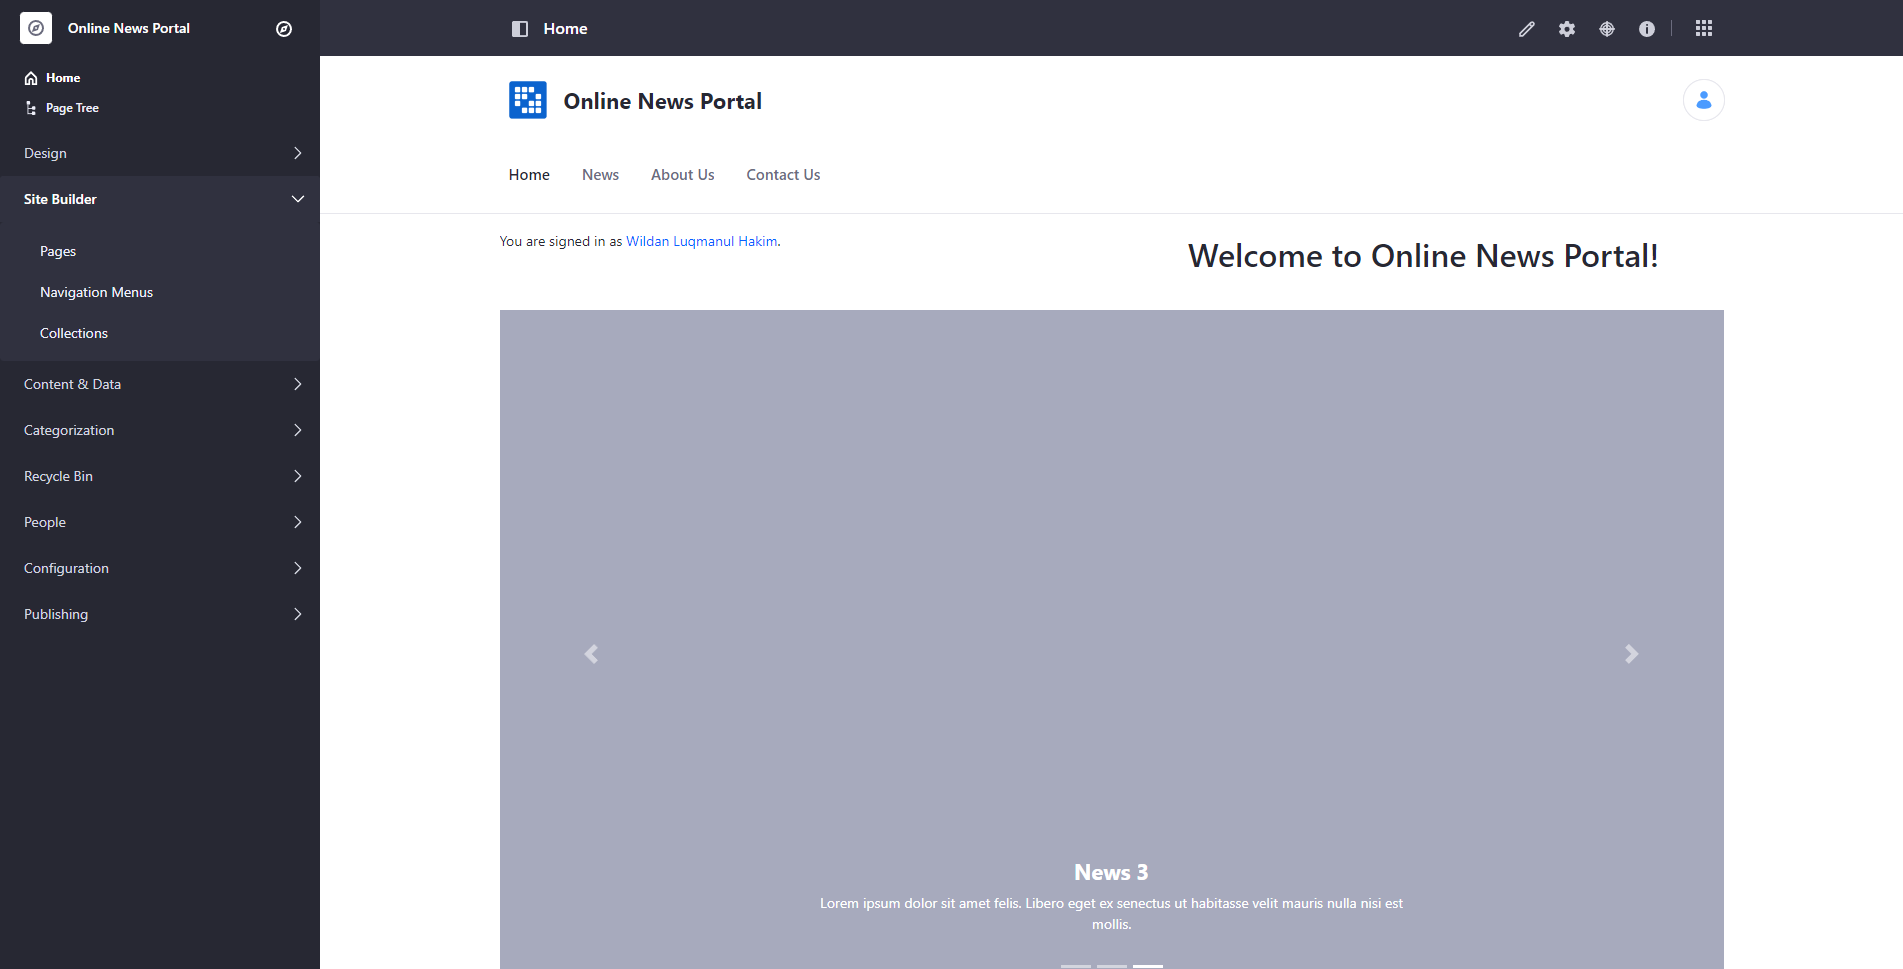 Online News Portal
Home
Page Tree
Design
Site Builder
Pages
Navigation Menus
Collections
Content & Data
Categorization
Recycle Bin
People
Configuration
Publishing
Home
Online News Portal
Home News About Us Contact Us
You are signed in as Wildan Luqmanul Hakim.
Welcome to Online News Portal!
News 3
Lorem ipsum dolor sit amet felis. Libero eget ex senectus ut habitasse velit mauris nulla nisi est
mollis.